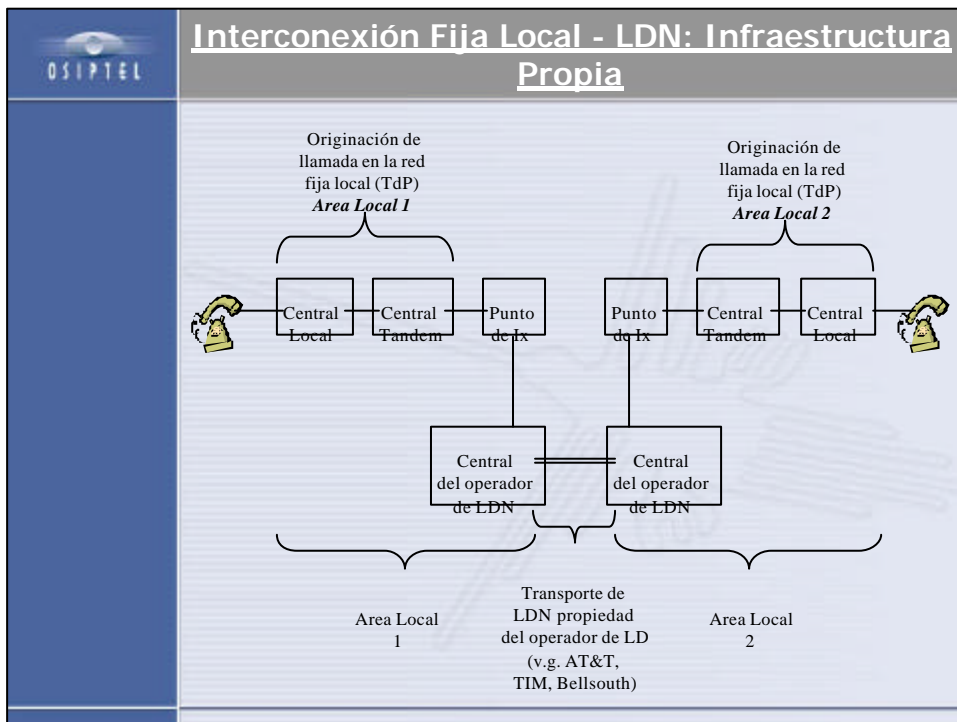 OSIPTEL
Interconexión Fija Local - LDN: Infraestructura
Propia
Originación de
llamada en la red
fija local (TdP)
Area Local 1
Originación de
llamada en la red
fija local (TdP)
Area Local 2
Central
Local
Central
Tandem
Punto
de Ix
Punto
de Ix
Central
Tandem
Central
Local
Central
del operador
de LDN
Central
del operador
de LDN
Area Local
1
Transporte de
LDN propiedad
del operador de LD
(v.g. AT&T,
TIM, Bellsouth)
Area Local
2